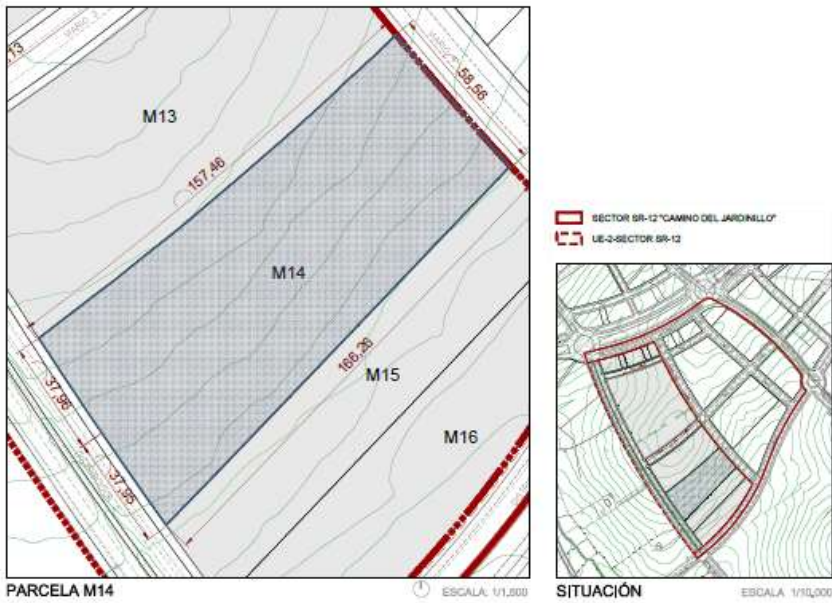 58,56
M13
157,46
M14
166,26
M15
M16
37,96
37,95
PARCELA M14
ESCALA: 1/1,500
SECTOR SR-12 "CAMINO DEL JARDINILLO"
UE-2-SECTOR SR-12
SITUACIÓN
ESCALA 1/10,000